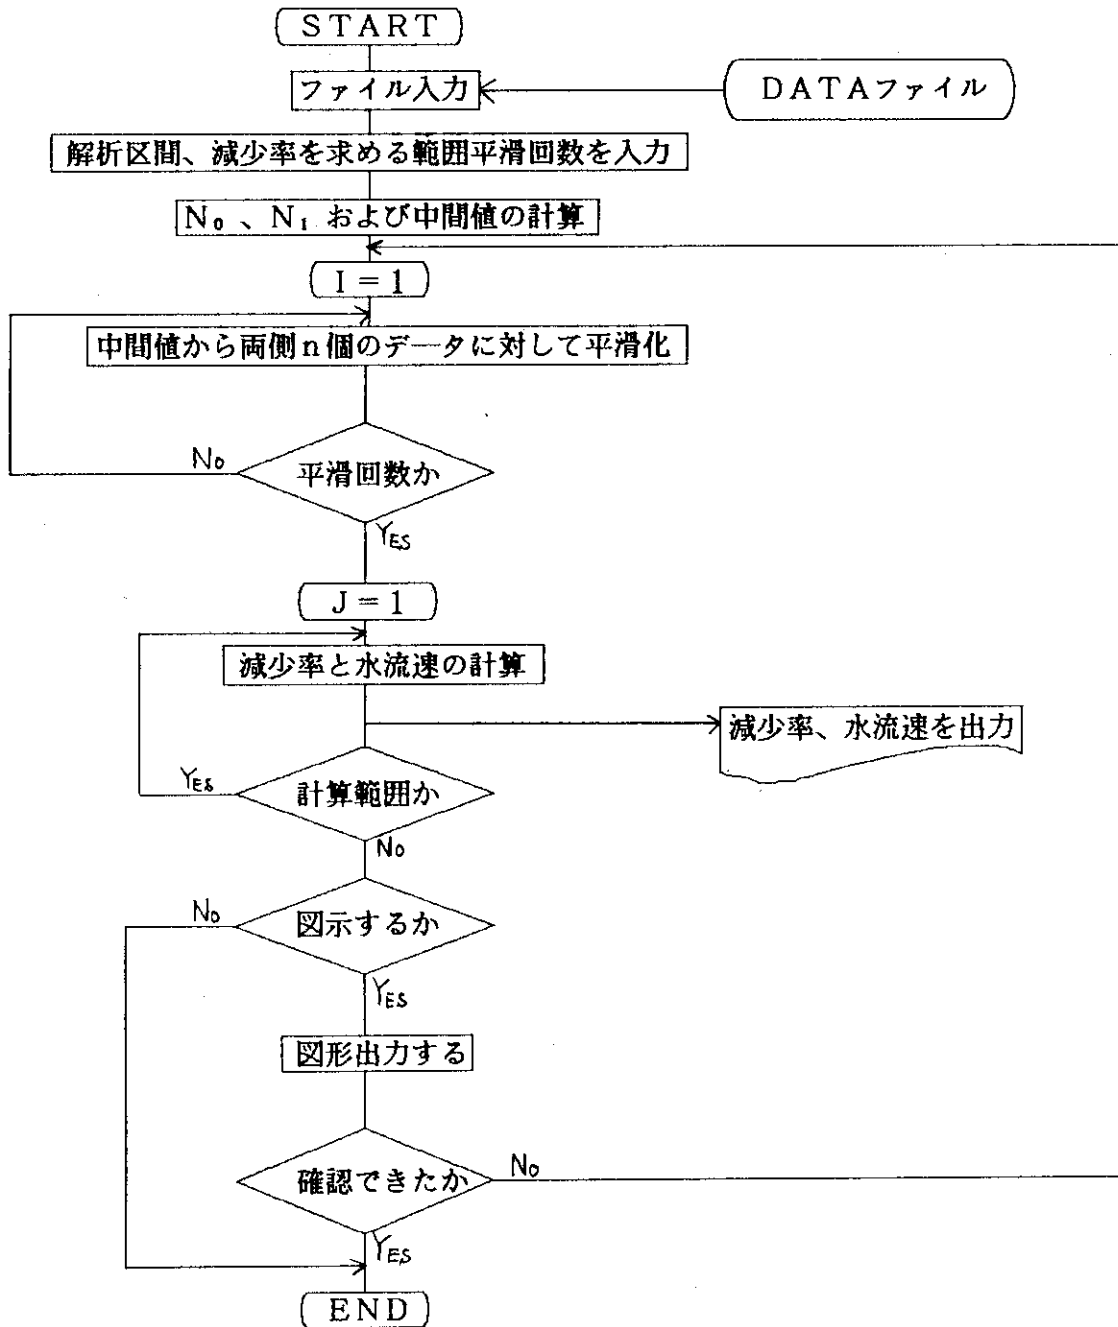 START
ファイル入力
DATAファイル
解析区間、減少率を求める範囲平滑回数を入力
N₀、N₁および中間値の計算
I=1
中間値から両側n個のデータに対して平滑化
No
平滑回数か
YES
J=1
減少率と水流速の計算
減少率、水流速を出力
YES
計算範囲か
No
No
図示するか
YES
図形出力する
確認できたか
No
YES
END